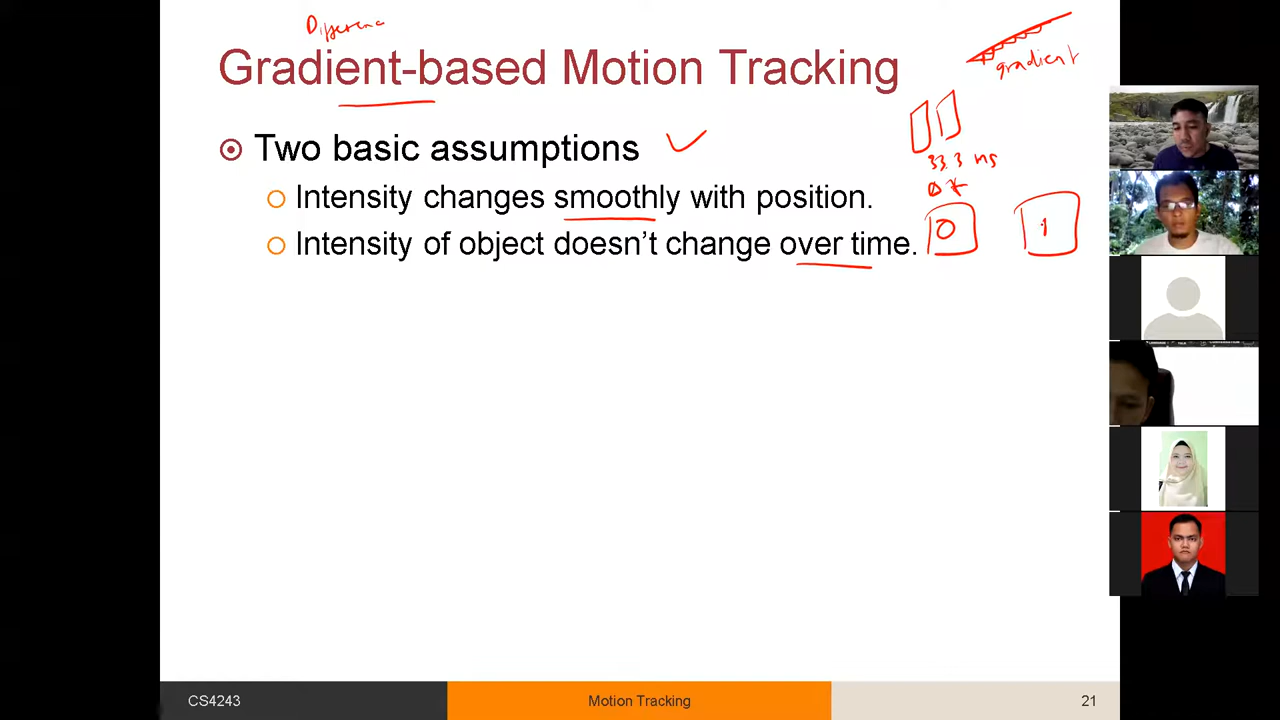 Difference
Gradient-based Motion Tracking
gradient
Two basic assumptions
33.3 ms
Intensity changes smoothly with position.
Intensity of object doesn’t change over time.
0
1
CS4243
Motion Tracking
21